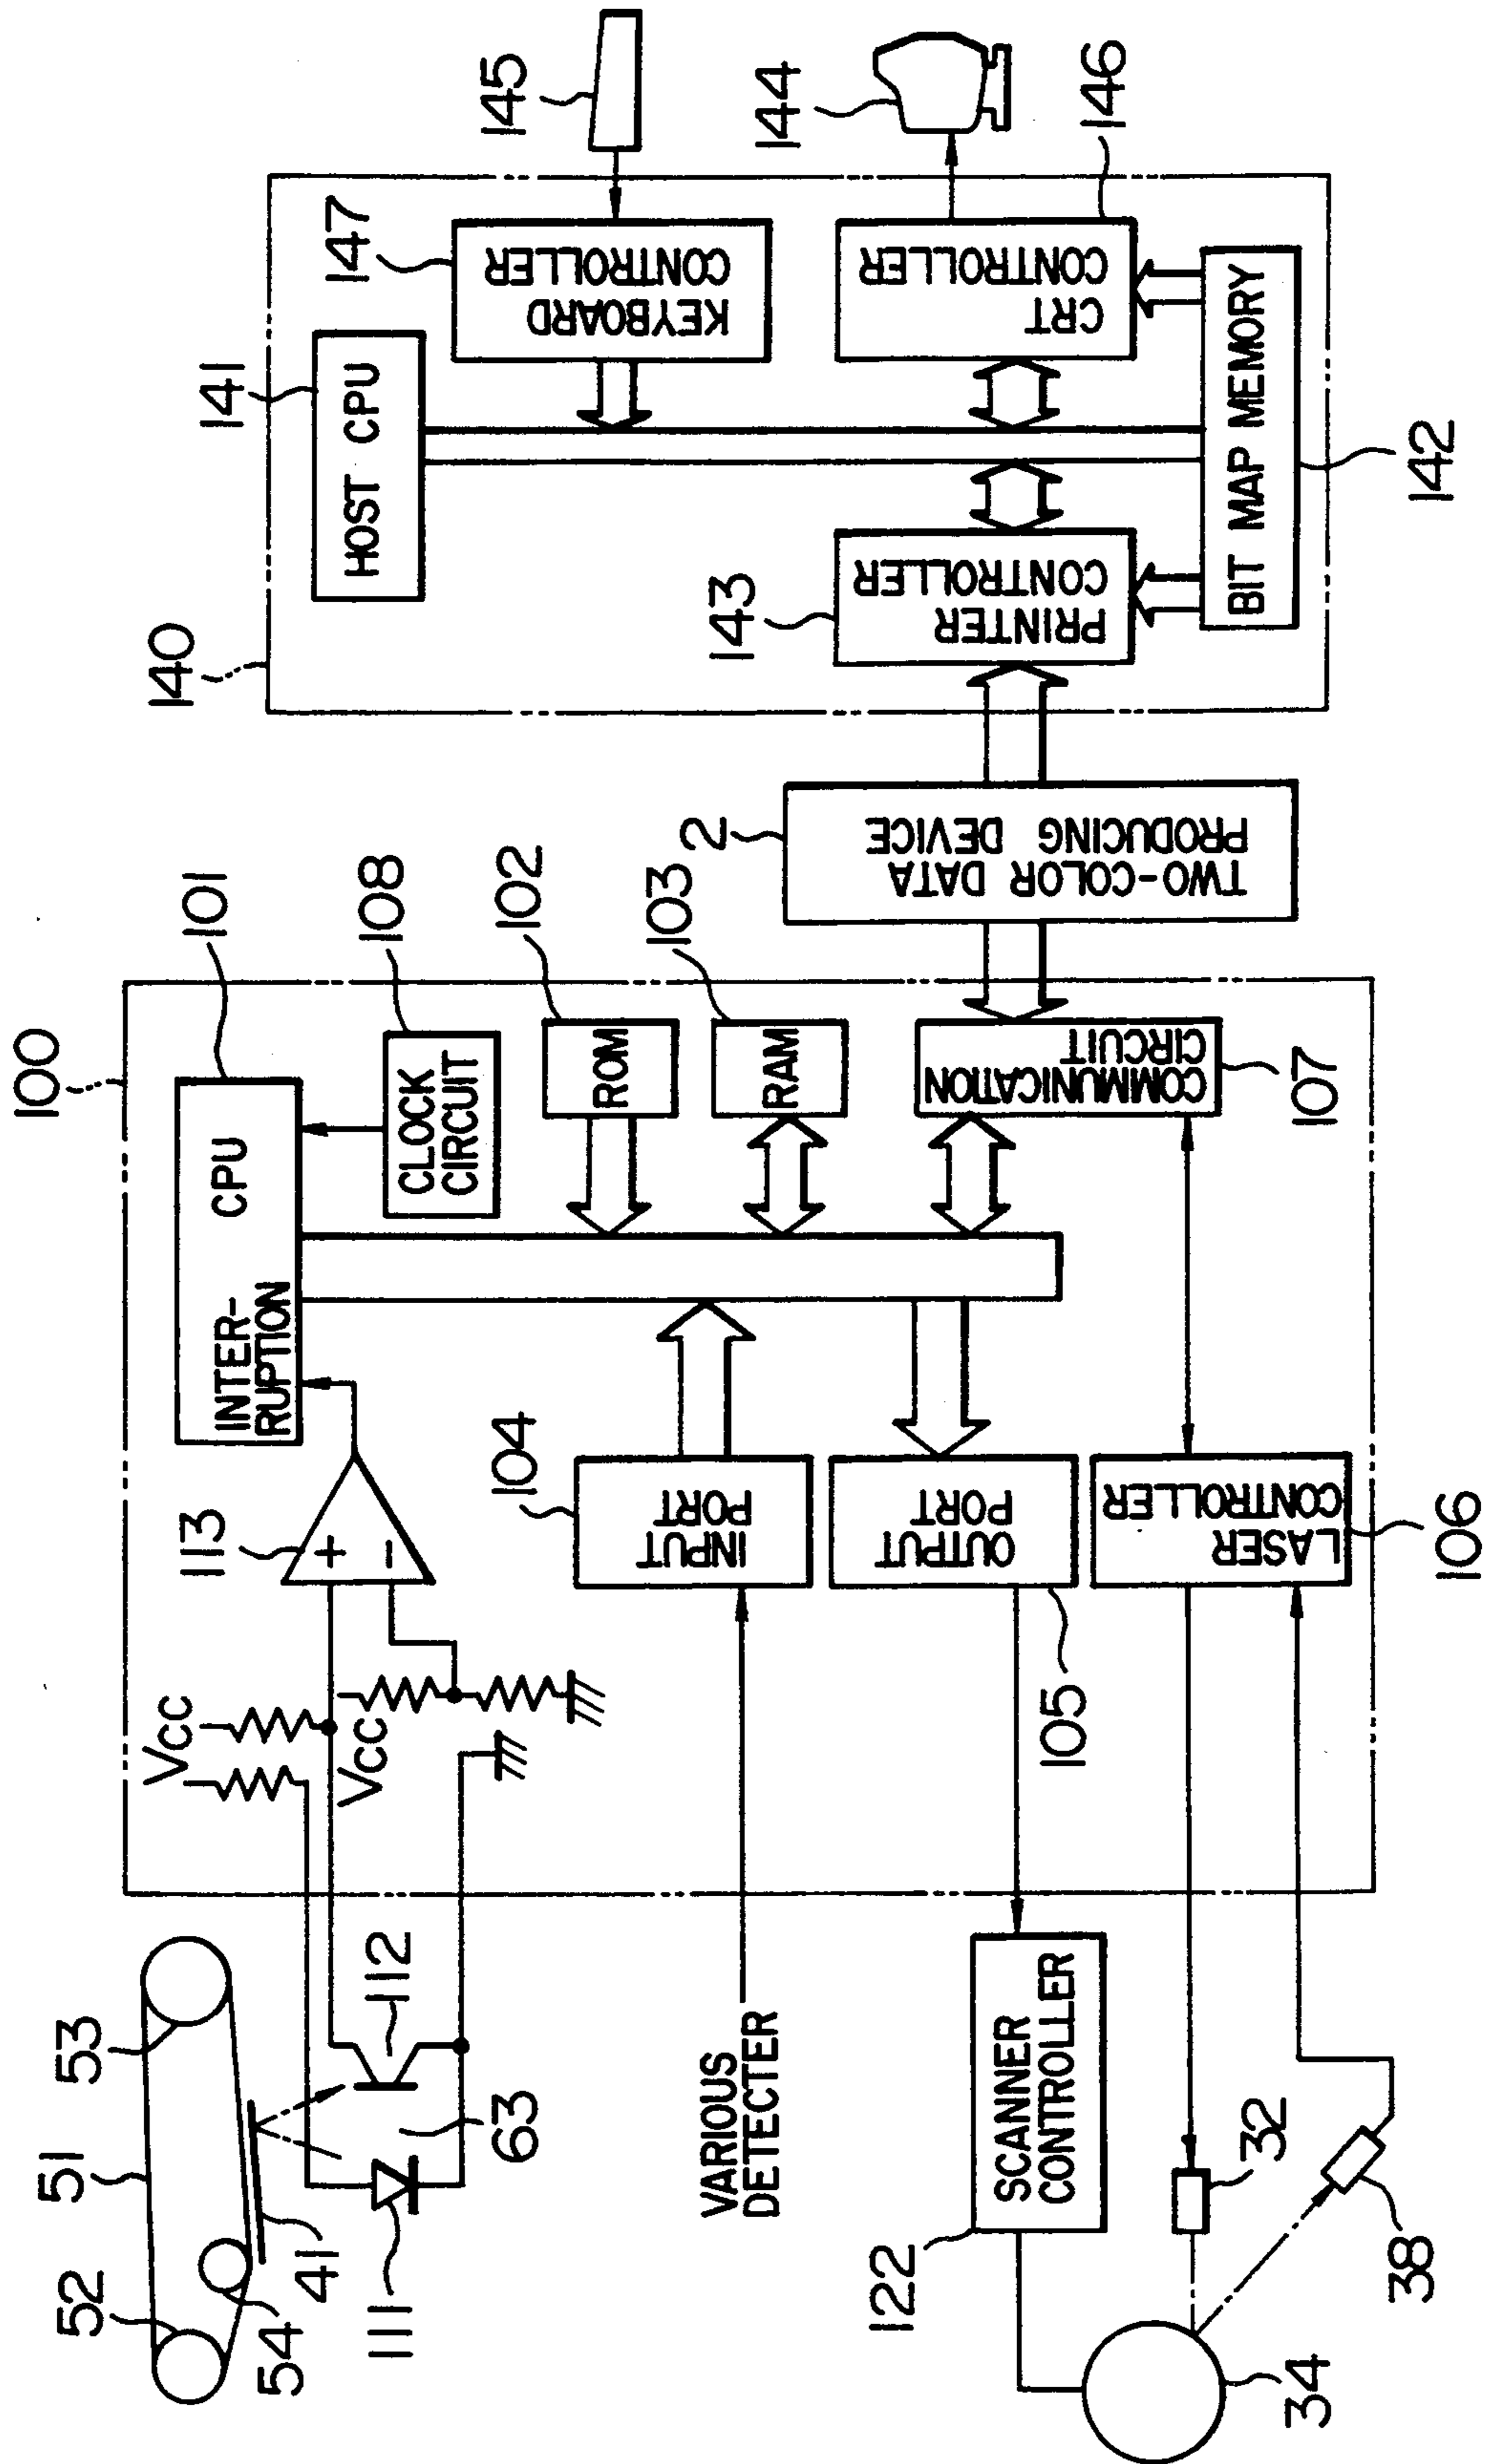 100
101
CPU
INTER-
RUPTION
108
CLOCK
CIRCUIT
102
ROM
103
RAM
COMMUNICATION
CIRCUIT
107
113
+
-
Vcc
Vcc
104
INPUT
PORT
OUTPUT
PORT
105
LASER
CONTROLLER
106
51
52
53
54
41
111
112
63
VARIOUS
DETECTER
122
SCANNER
CONTROLLER
32
38
34
2
TWO-COLOR DATA
PRODUCING DEVICE
140
141
HOST CPU
147
KEYBOARD
CONTROLLER
145
144
146
CRT
CONTROLLER
143
PRINTER
CONTROLLER
BIT MAP MEMORY
142